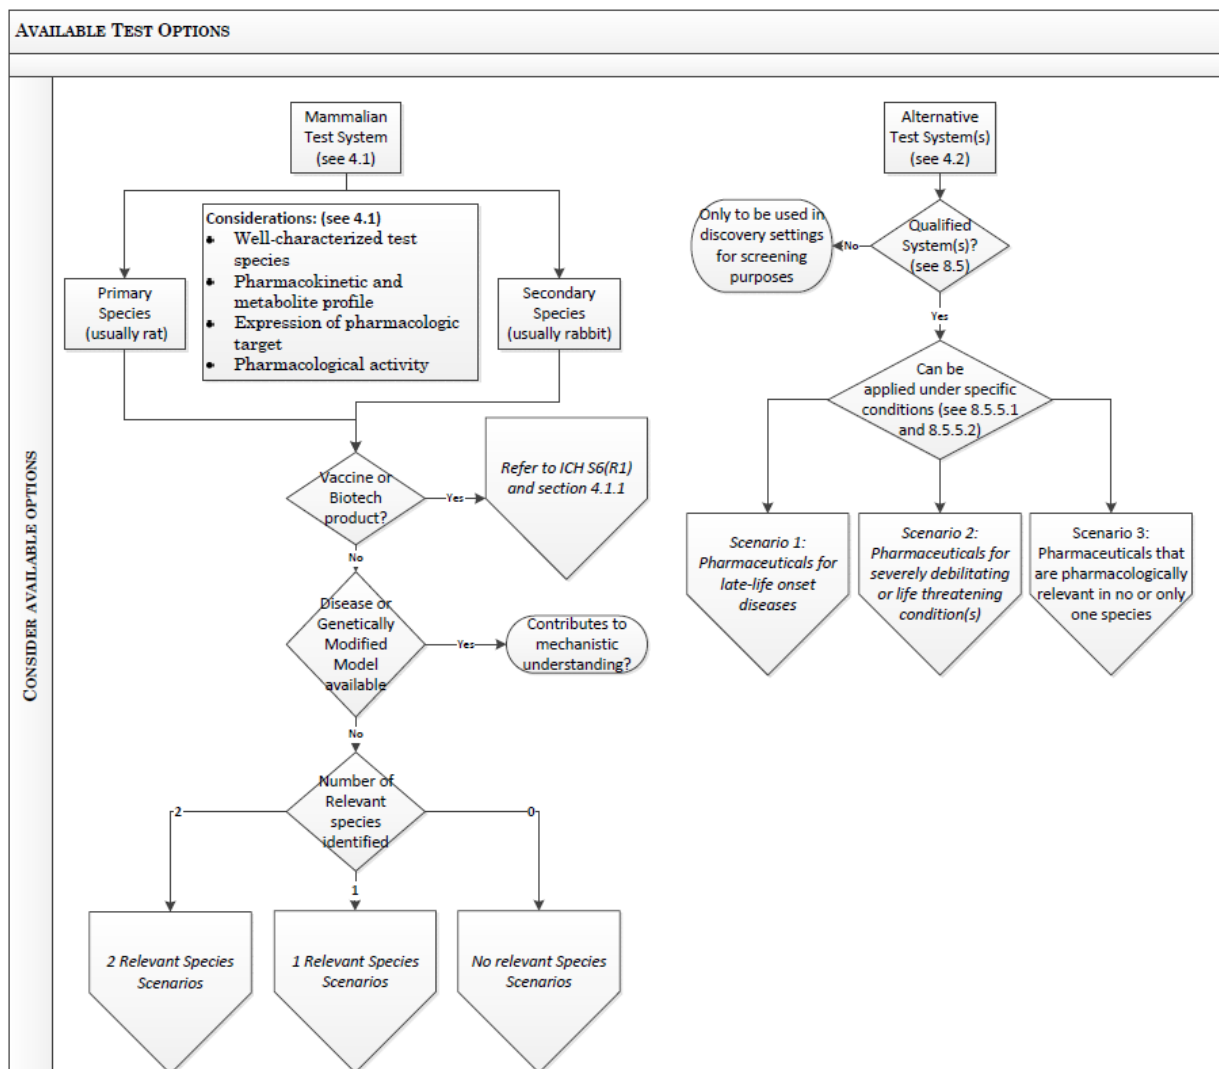 AVAILABLE TEST OPTIONS
CONSIDER AVAILABLE OPTIONS
Mammalian
Test System
(see 4.1)
Considerations: (see 4.1)
• Well-characterized test
species
• Pharmacokinetic and
metabolite profile
• Expression of pharmacologic
target
• Pharmacological activity
Primary
Species
(usually rat)
Secondary
Species
(usually rabbit)
Vaccine or
Biotech
product?
Yes
Refer to ICH S6(R1)
and section 4.1.1
No
Disease or
Genetically
Modified
Model
available
Yes
Contributes to
mechanistic
understanding?
No
Number of
Relevant
species
identified
2
1
0
2 Relevant Species
Scenarios
1 Relevant Species
Scenarios
No relevant Species
Scenarios
Alternative
Test System(s)
(see 4.2)
Qualified
System(s)?
(see 8.5)
No
Only to be used in
discovery settings
for screening
purposes
Yes
Can be
applied under specific
conditions (see 8.5.5.1
and 8.5.5.2)
Scenario 1:
Pharmaceuticals for
late-life onset
diseases
Scenario 2:
Pharmaceuticals for
severely debilitating
or life threatening
condition(s)
Scenario 3:
Pharmaceuticals that
are pharmacologically
relevant in no or only
one species